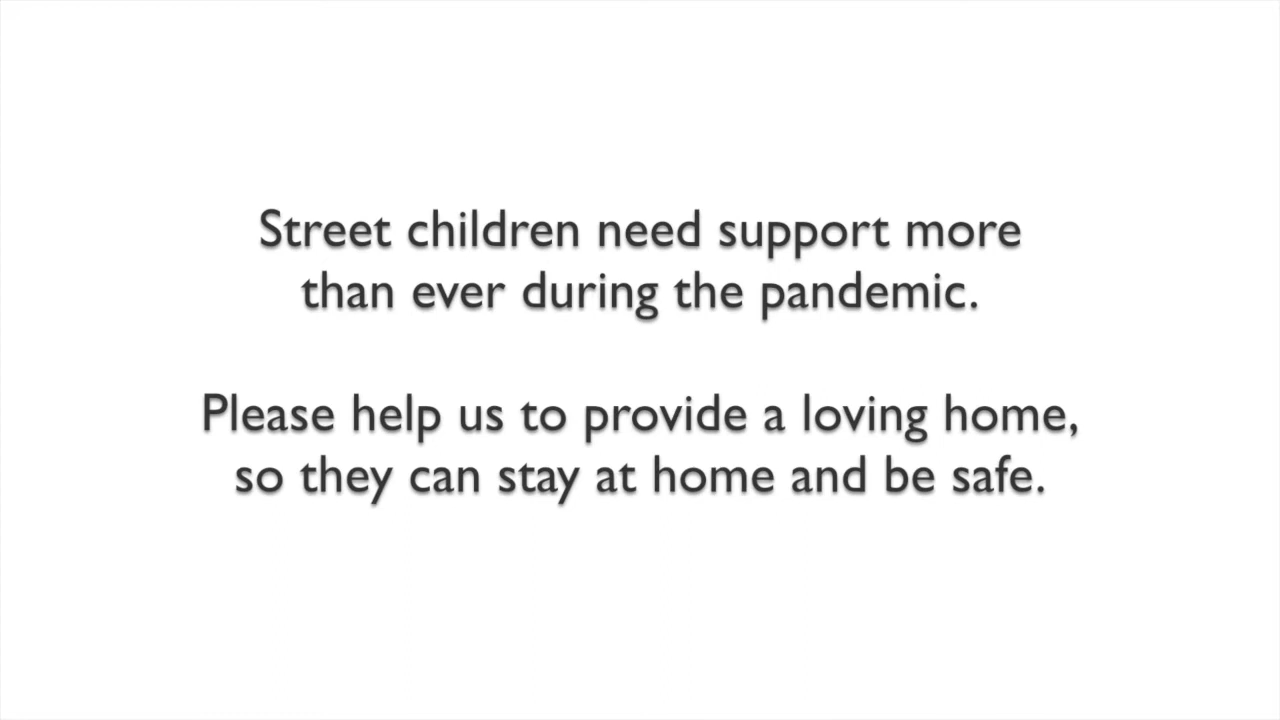 Street children need support more
than ever during the pandemic.
Please help us to provide a loving home,
so they can stay at home and be safe.